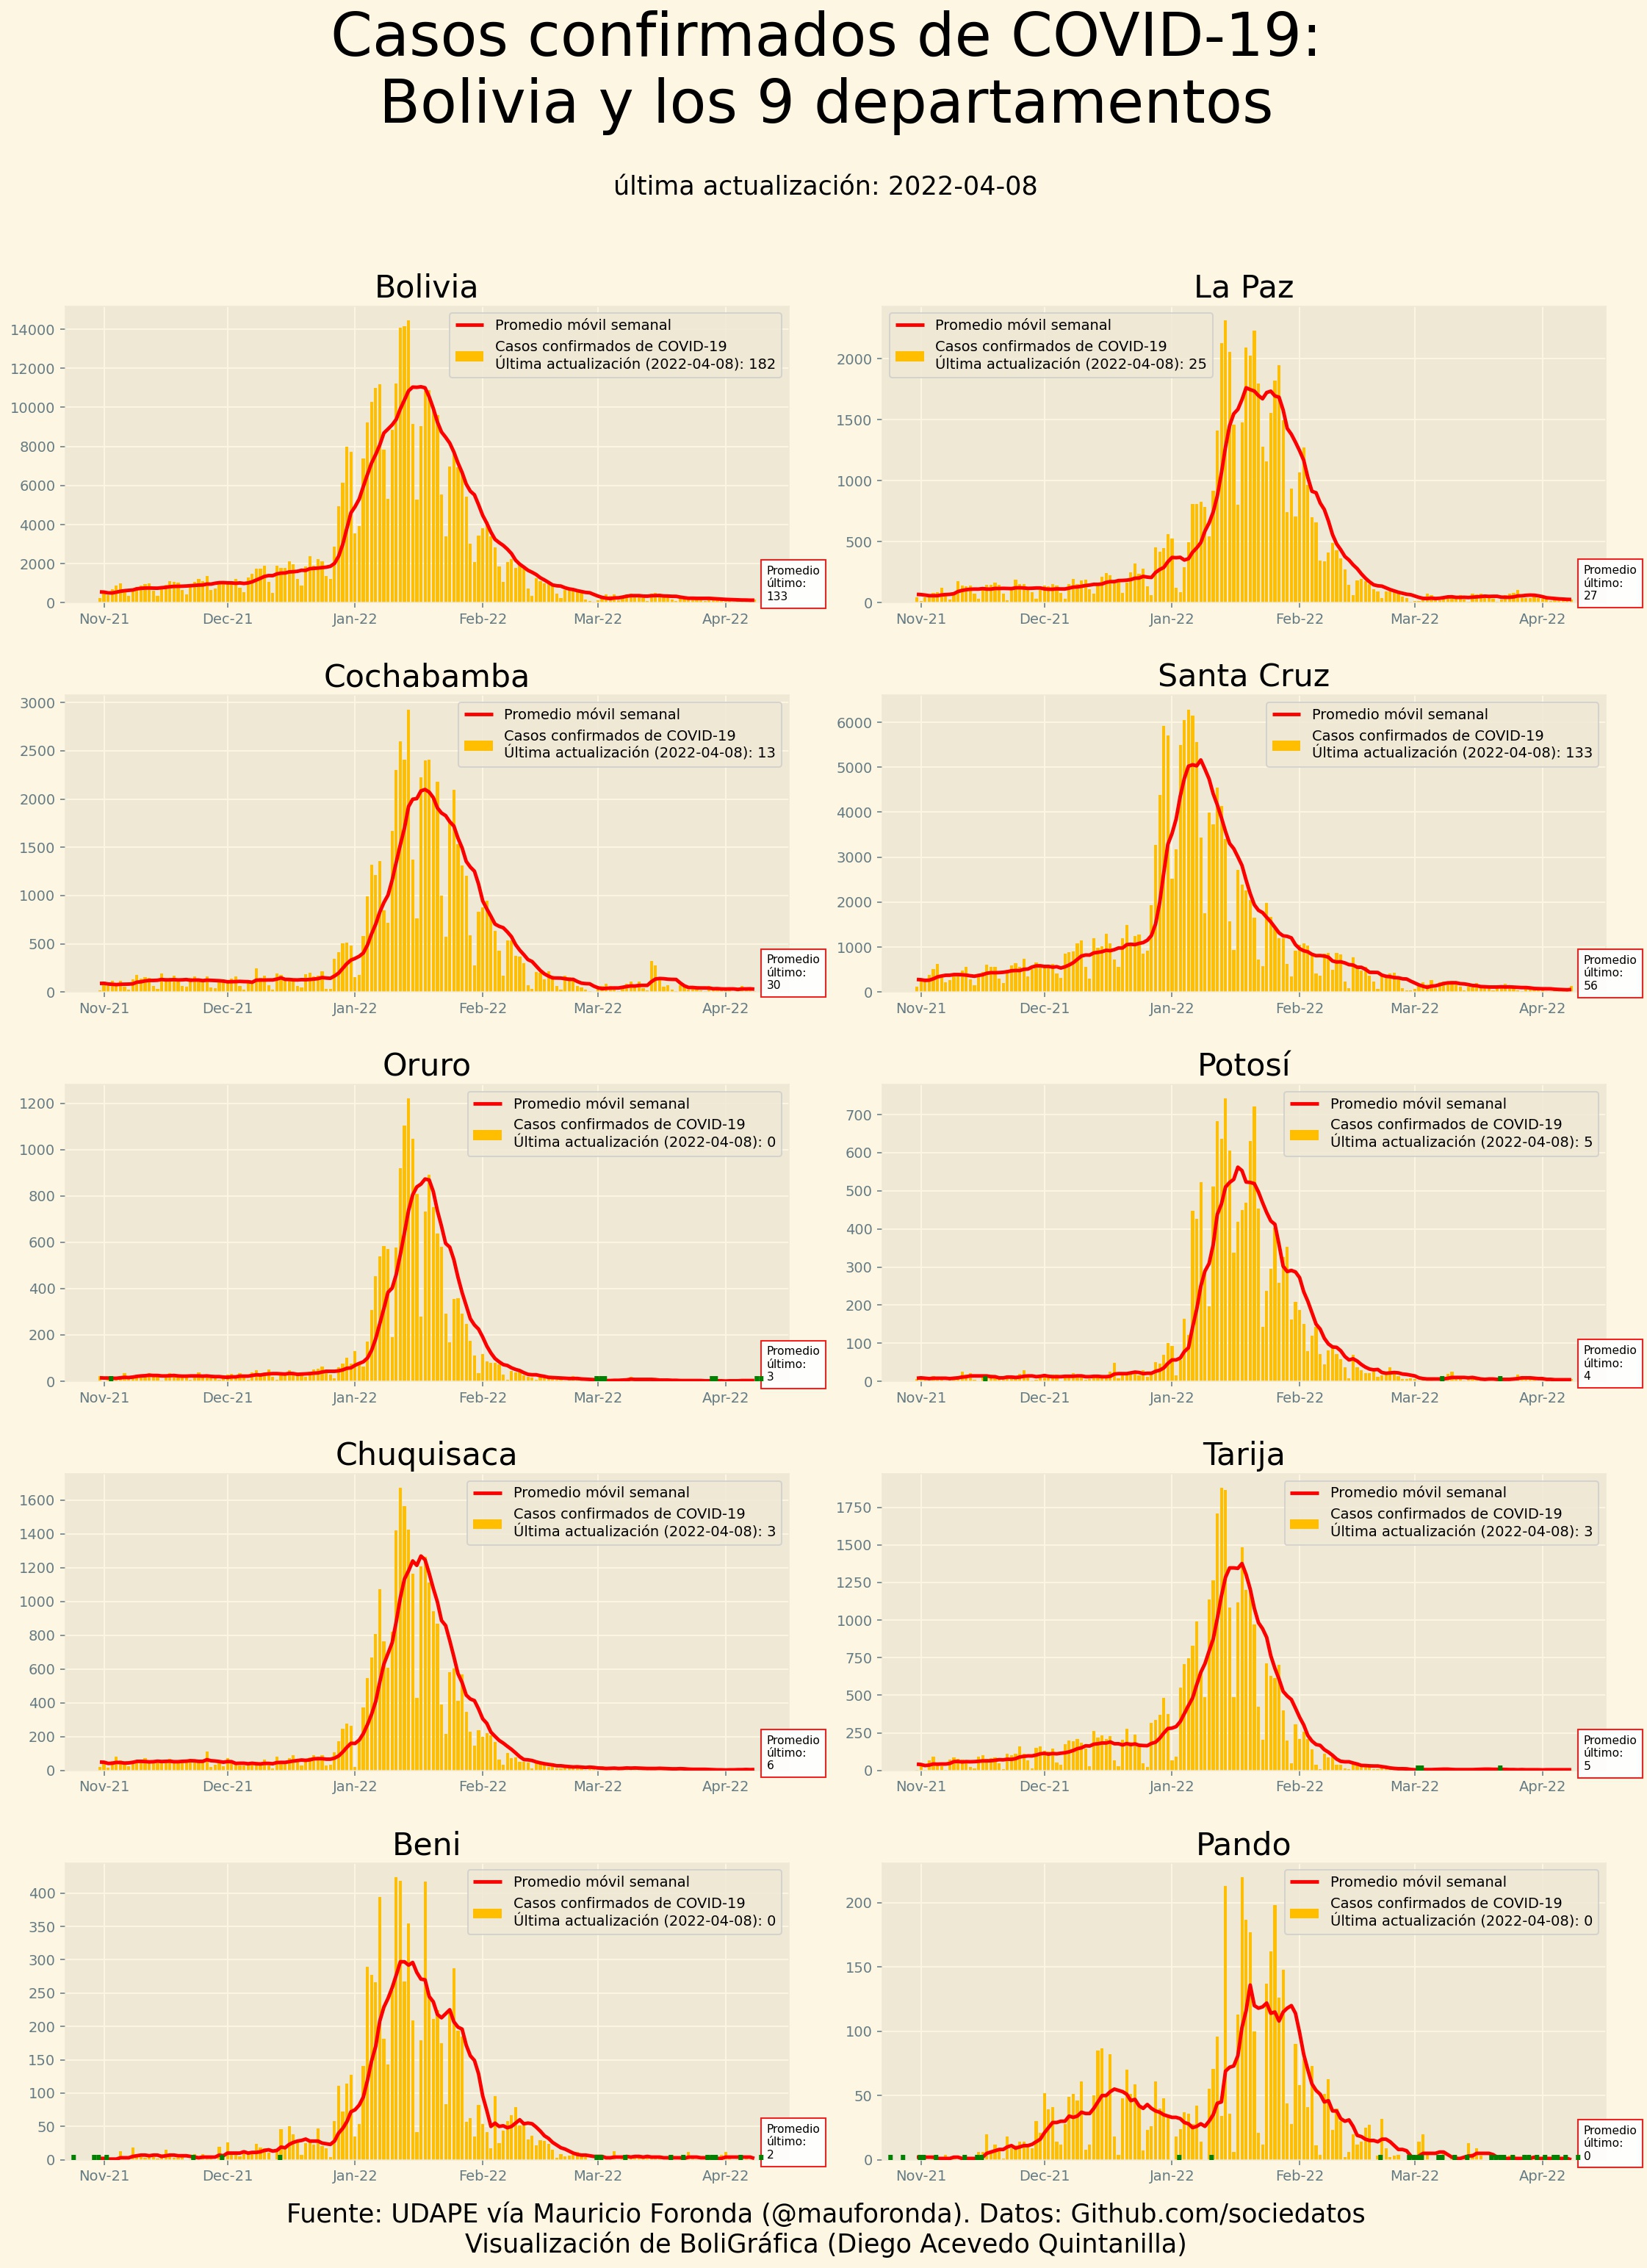 Casos confirmados de COVID-19:
Bolivia y los 9 departamentos
última actualización: 2022-04-08
Bolivia
14000
12000
10000
8000
6000
4000
2000
0
Promedio móvil semanal
Casos confirmados de COVID-19
Última actualización (2022-04-08): 182
Promedio
último:
133
Nov-21 Dec-21 Jan-22 Feb-22 Mar-22 Apr-22
La Paz
2000
1500
1000
500
0
Promedio móvil semanal
Casos confirmados de COVID-19
Última actualización (2022-04-08): 25
Promedio
último:
27
Nov-21 Dec-21 Jan-22 Feb-22 Mar-22 Apr-22
Cochabamba
3000
2500
2000
1500
1000
500
0
Promedio móvil semanal
Casos confirmados de COVID-19
Última actualización (2022-04-08): 13
Promedio
último:
30
Nov-21 Dec-21 Jan-22 Feb-22 Mar-22 Apr-22
Santa Cruz
6000
5000
4000
3000
2000
1000
0
Promedio móvil semanal
Casos confirmados de COVID-19
Última actualización (2022-04-08): 133
Promedio
último:
56
Nov-21 Dec-21 Jan-22 Feb-22 Mar-22 Apr-22
Oruro
1200
1000
800
600
400
200
0
Promedio móvil semanal
Casos confirmados de COVID-19
Última actualización (2022-04-08): 0
Promedio
último:
3
Nov-21 Dec-21 Jan-22 Feb-22 Mar-22 Apr-22
Potosí
700
600
500
400
300
200
100
0
Promedio móvil semanal
Casos confirmados de COVID-19
Última actualización (2022-04-08): 5
Promedio
último:
4
Nov-21 Dec-21 Jan-22 Feb-22 Mar-22 Apr-22
Chuquisaca
1600
1400
1200
1000
800
600
400
200
0
Promedio móvil semanal
Casos confirmados de COVID-19
Última actualización (2022-04-08): 3
Promedio
último:
6
Nov-21 Dec-21 Jan-22 Feb-22 Mar-22 Apr-22
Tarija
1750
1500
1250
1000
750
500
250
0
Promedio móvil semanal
Casos confirmados de COVID-19
Última actualización (2022-04-08): 3
Promedio
último:
5
Nov-21 Dec-21 Jan-22 Feb-22 Mar-22 Apr-22
Beni
400
350
300
250
200
150
100
50
0
Promedio móvil semanal
Casos confirmados de COVID-19
Última actualización (2022-04-08): 0
Promedio
último:
2
Nov-21 Dec-21 Jan-22 Feb-22 Mar-22 Apr-22
Pando
200
150
100
50
0
Promedio móvil semanal
Casos confirmados de COVID-19
Última actualización (2022-04-08): 0
Promedio
último:
0
Nov-21 Dec-21 Jan-22 Feb-22 Mar-22 Apr-22
Fuente: UDAPE vía Mauricio Foronda (@mauforonda). Datos: Github.com/sociedatos
Visualización de BoliGráfica (Diego Acevedo Quintanilla)